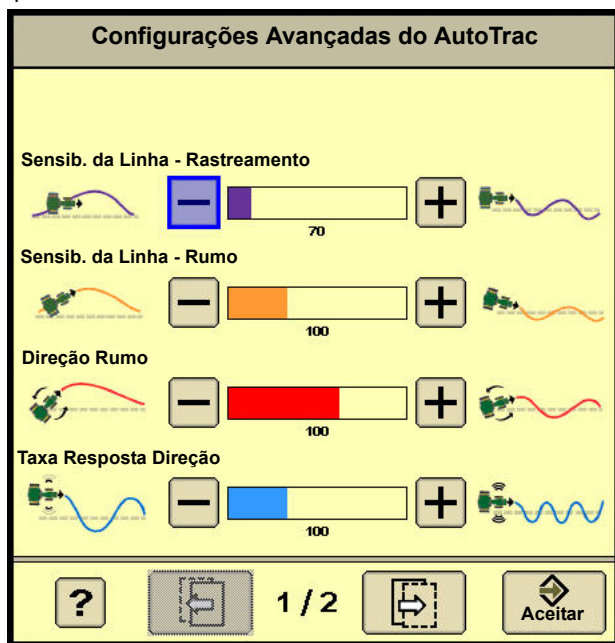 Configurações Avançadas do AutoTrac
Sensib. da Linha - Rastreamento
70
Sensib. da Linha - Rumo
100
Direção Rumo
100
Taxa Resposta Direção
100
? 1 / 2 Aceitar